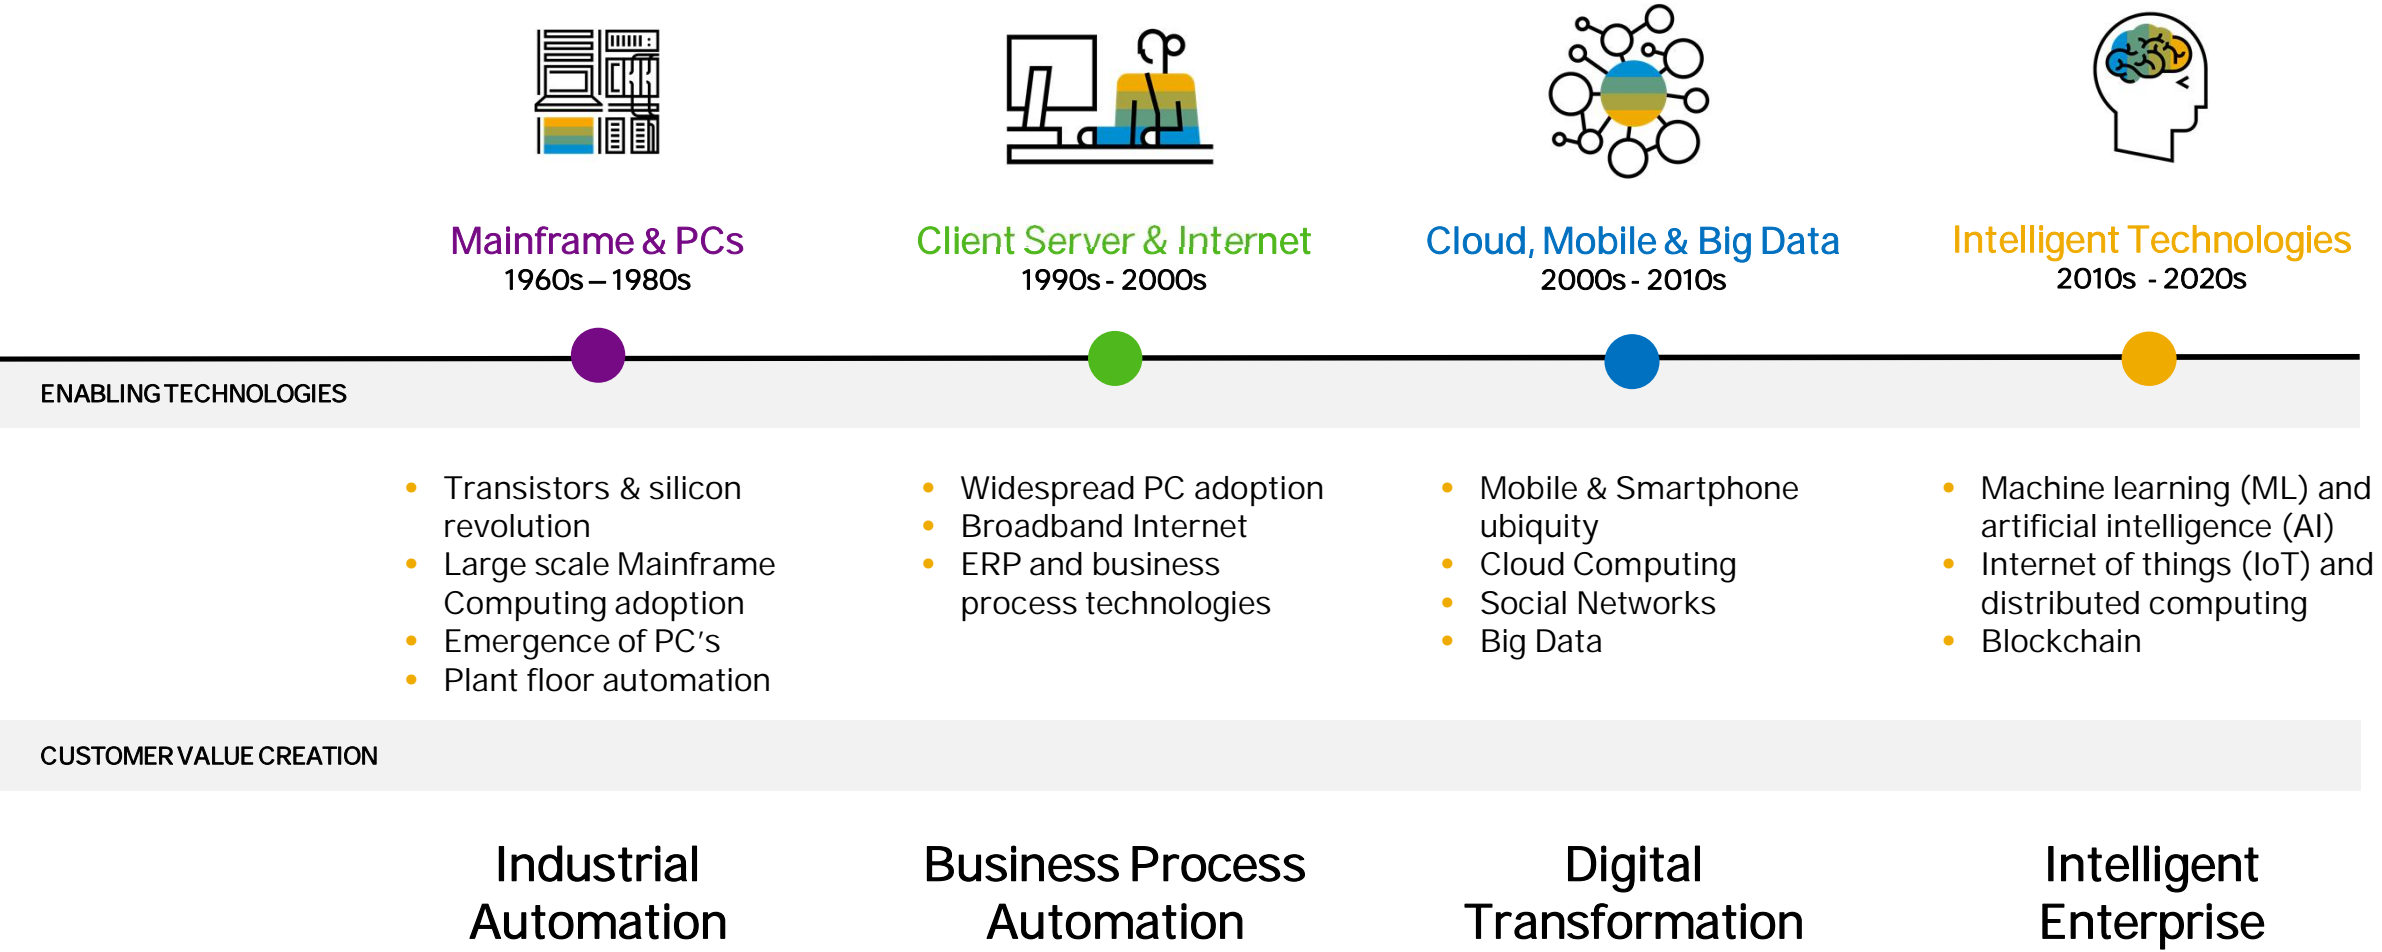 Mainframe & PCs
1960s – 1980s
Client Server & Internet
1990s - 2000s
Cloud, Mobile & Big Data
2000s - 2010s
Intelligent Technologies
2010s - 2020s
ENABLING TECHNOLOGIES
• Transistors & silicon
revolution
• Large scale Mainframe
Computing adoption
• Emergence of PC's
• Plant floor automation
• Widespread PC adoption
• Broadband Internet
• ERP and business
process technologies
• Mobile & Smartphone
ubiquity
• Cloud Computing
• Social Networks
• Big Data
• Machine learning (ML) and
artificial intelligence (AI)
• Internet of things (IoT) and
distributed computing
• Blockchain
CUSTOMER VALUE CREATION
Industrial
Automation
Business Process
Automation
Digital
Transformation
Intelligent
Enterprise